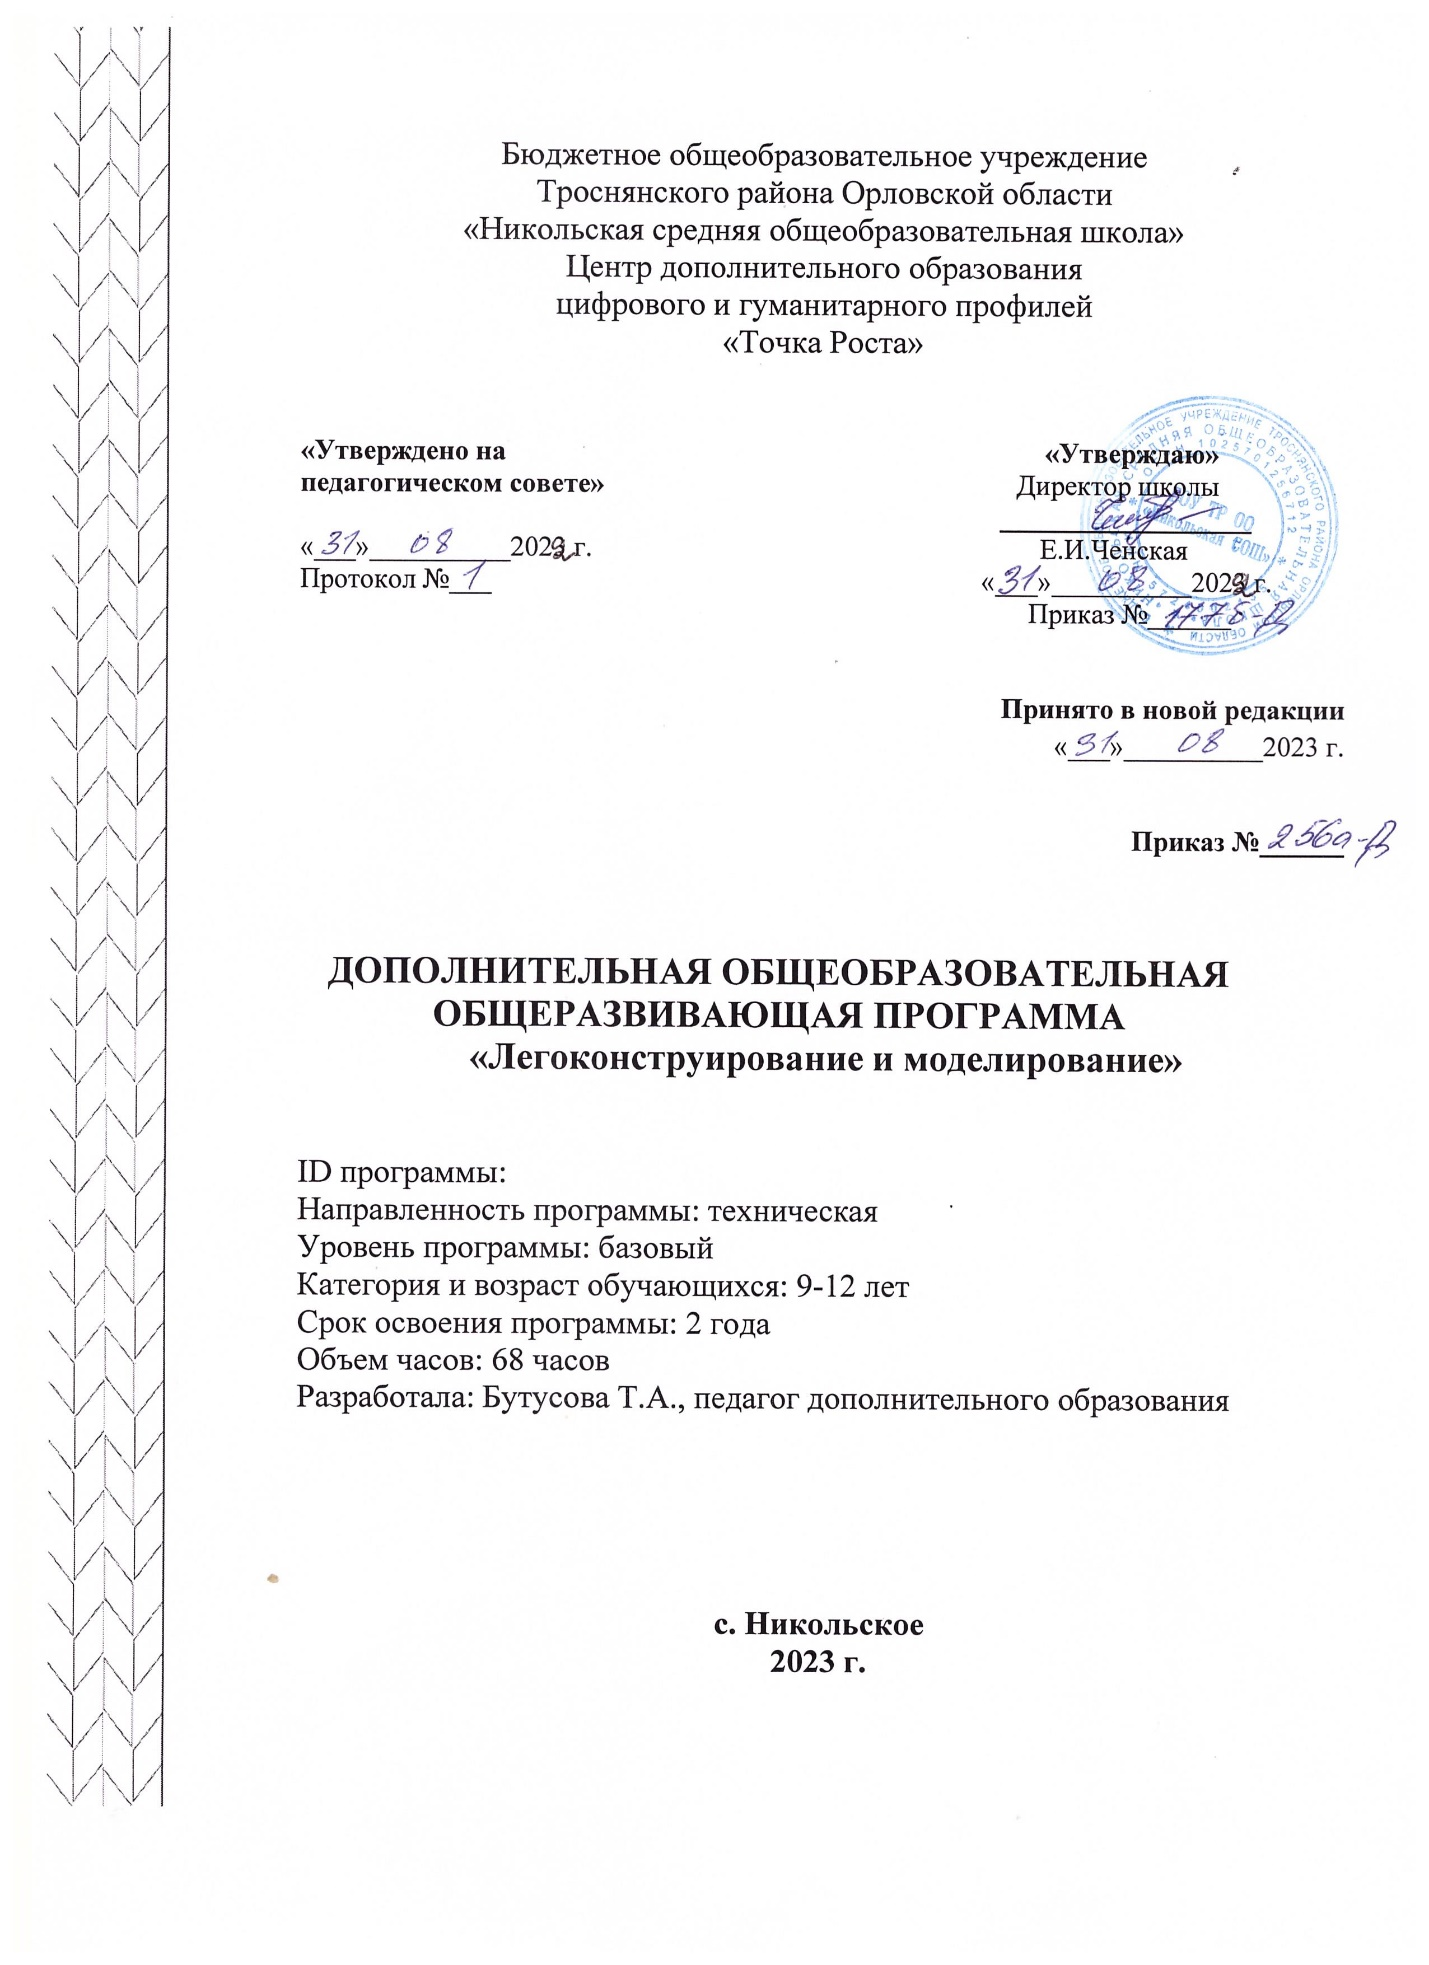 Бюджетное общеобразовательное учреждение
Троснянского района Орловской области
«Никольская средняя общеобразовательная школа»
Центр дополнительного образования
цифрового и гуманитарного профилей
«Точка Роста»
«Утверждено на
педагогическом совете»
«31» 08 2022 г.
Протокол № 1
«Утверждаю»
Директор школы
Е.И.Ченская
«31» 08 2022 г.
Приказ № 177б-Д
Принято в новой редакции
«31» 08 2023 г.
Приказ № 256а-Д
ДОПОЛНИТЕЛЬНАЯ ОБЩЕОБРАЗОВАТЕЛЬНАЯ
ОБЩЕРАЗВИВАЮЩАЯ ПРОГРАММА
«Легоконструирование и моделирование»
ID программы:
Направленность программы: техническая
Уровень программы: базовый
Категория и возраст обучающихся: 9-12 лет
Срок освоения программы: 2 года
Объем часов: 68 часов
Разработала: Бутусова Т.А., педагог дополнительного образования
с. Никольское
2023 г.